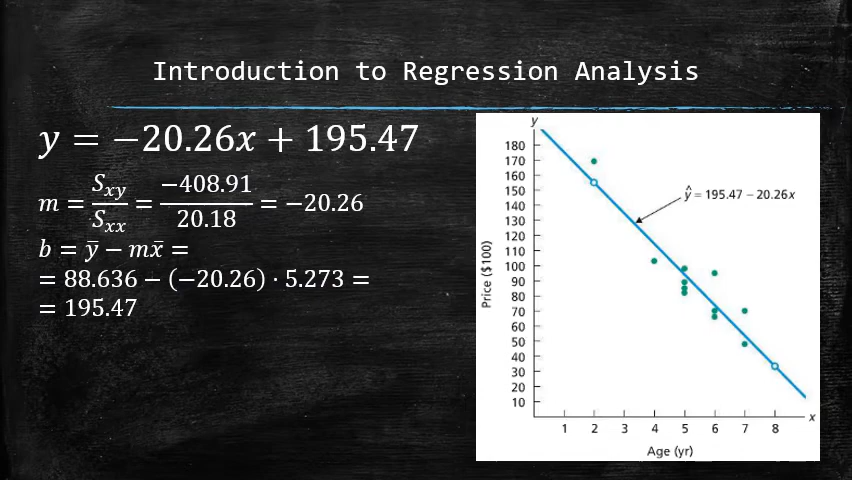 Introduction to Regression Analysis
y = −20.26x + 195.47
m = Sxy/Sxx = −408.91/20.18 = −20.26
b = ȳ − mx̄ =
= 88.636 − (−20.26) · 5.273 =
= 195.47
y
180
170
160
150
140
130
120
110
100
90
80
70
60
50
40
30
20
10
ŷ = 195.47 − 20.26x
Price ($100)
1 2 3 4 5 6 7 8
x
Age (yr)